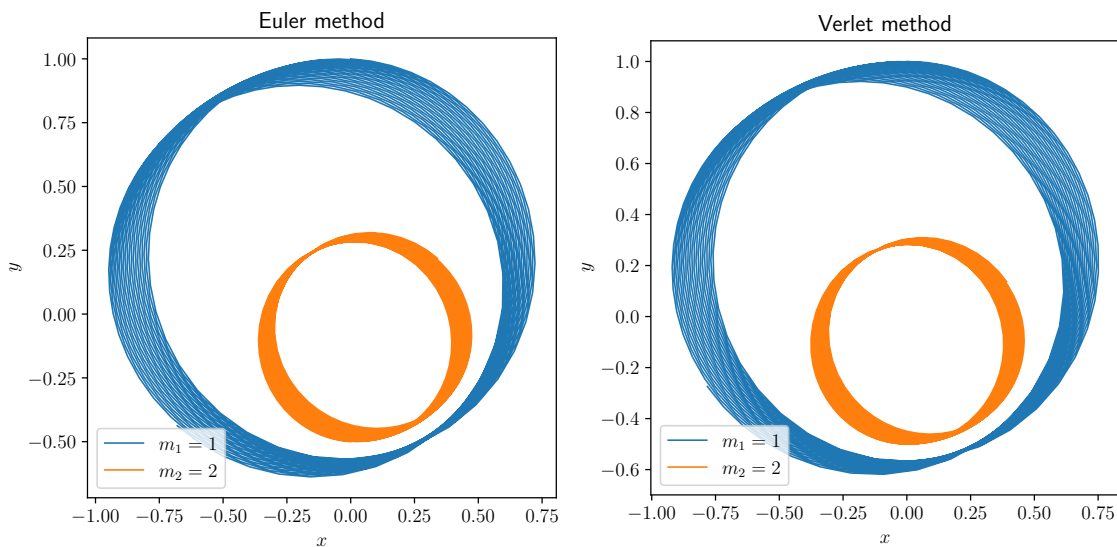 Euler method
1.00
0.75
0.50
0.25
0.00
−0.25
−0.50
y
m₁ = 1
m₂ = 2
−1.00 −0.75 −0.50 −0.25 0.00 0.25 0.50 0.75
x
Verlet method
1.0
0.8
0.6
0.4
0.2
0.0
−0.2
−0.4
−0.6
y
m₁ = 1
m₂ = 2
−1.00 −0.75 −0.50 −0.25 0.00 0.25 0.50 0.75
x